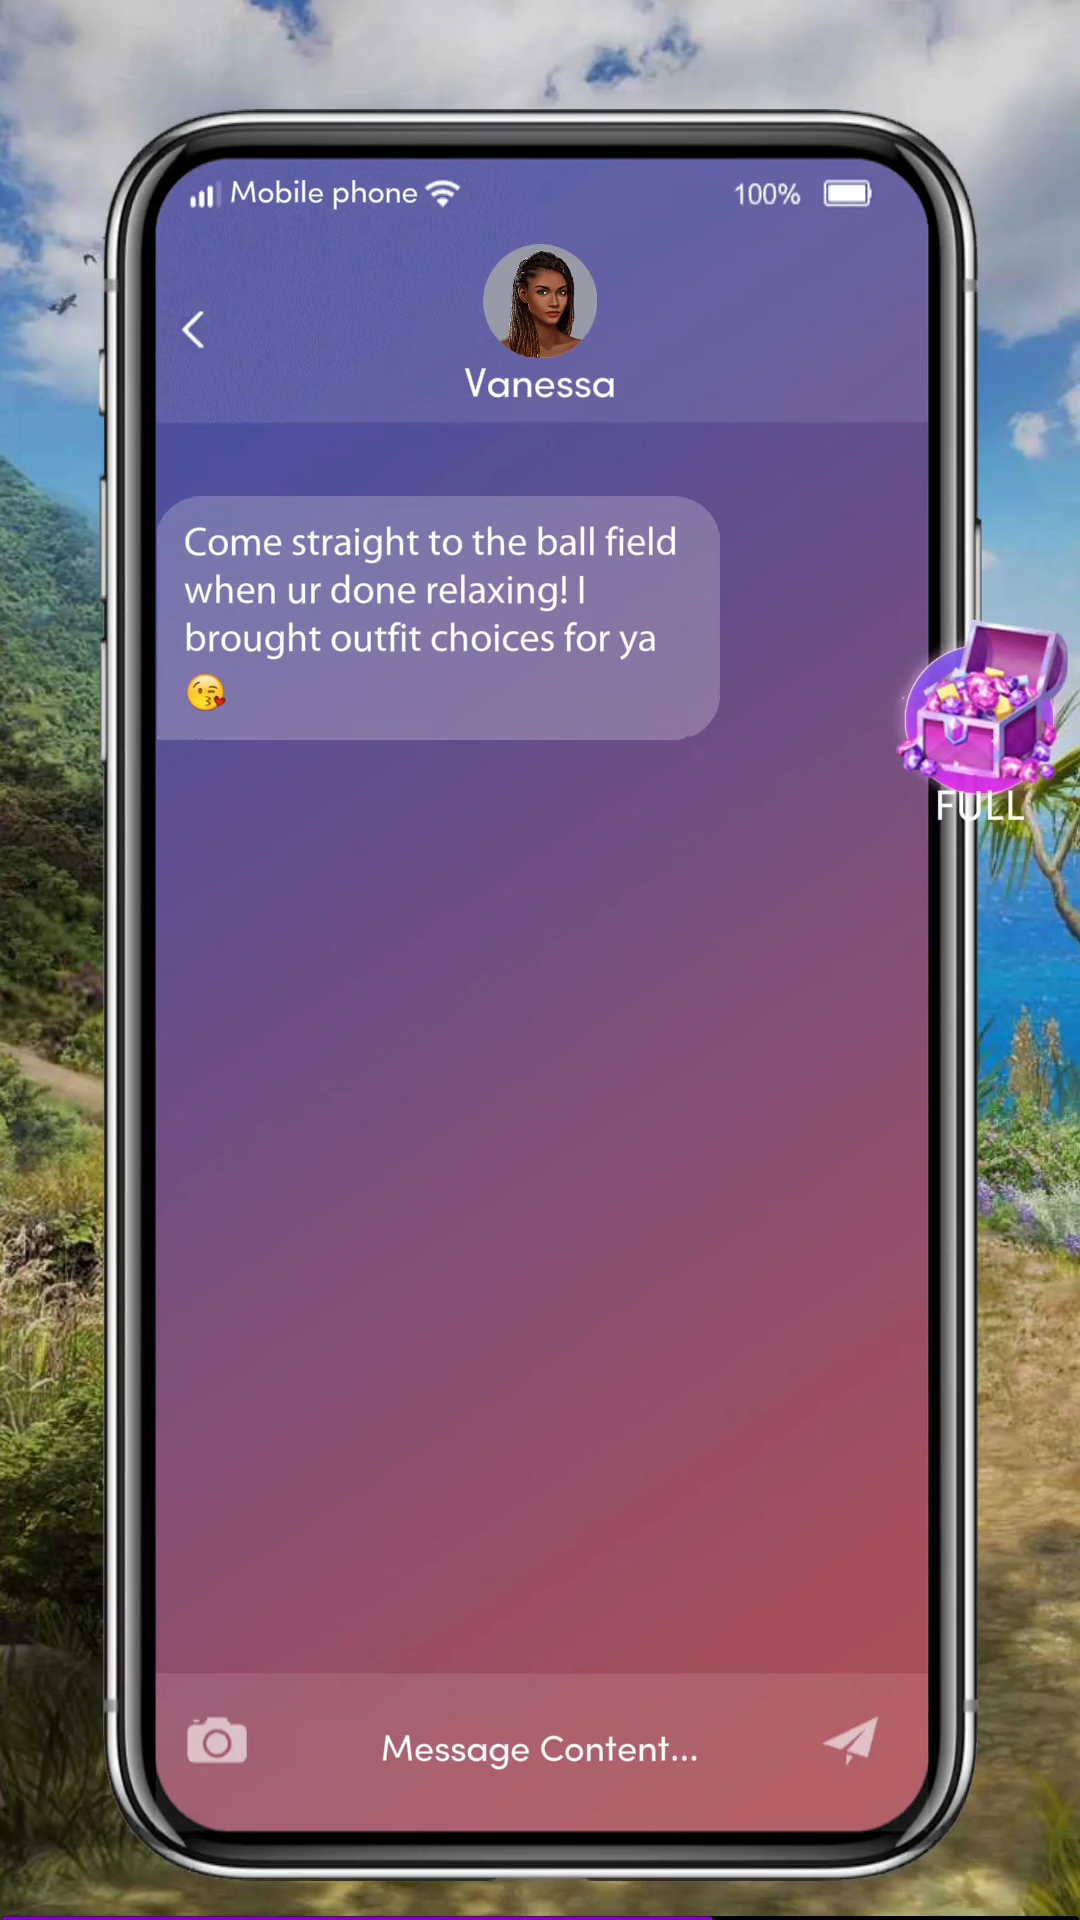 Mobile phone
100%
Vanessa
Come straight to the ball field
when ur done relaxing! I
brought outfit choices for ya
😘
FULL
Message Content...